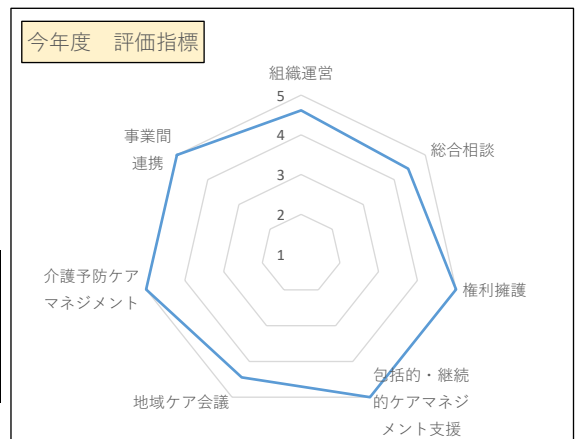 今年度　評価指標
組織運営
5
4
3
2
1
総合相談
権利擁護
包括的・継続
的ケアマネジ
メント支援
地域ケア会議
介護予防ケア
マネジメント
事業間
連携